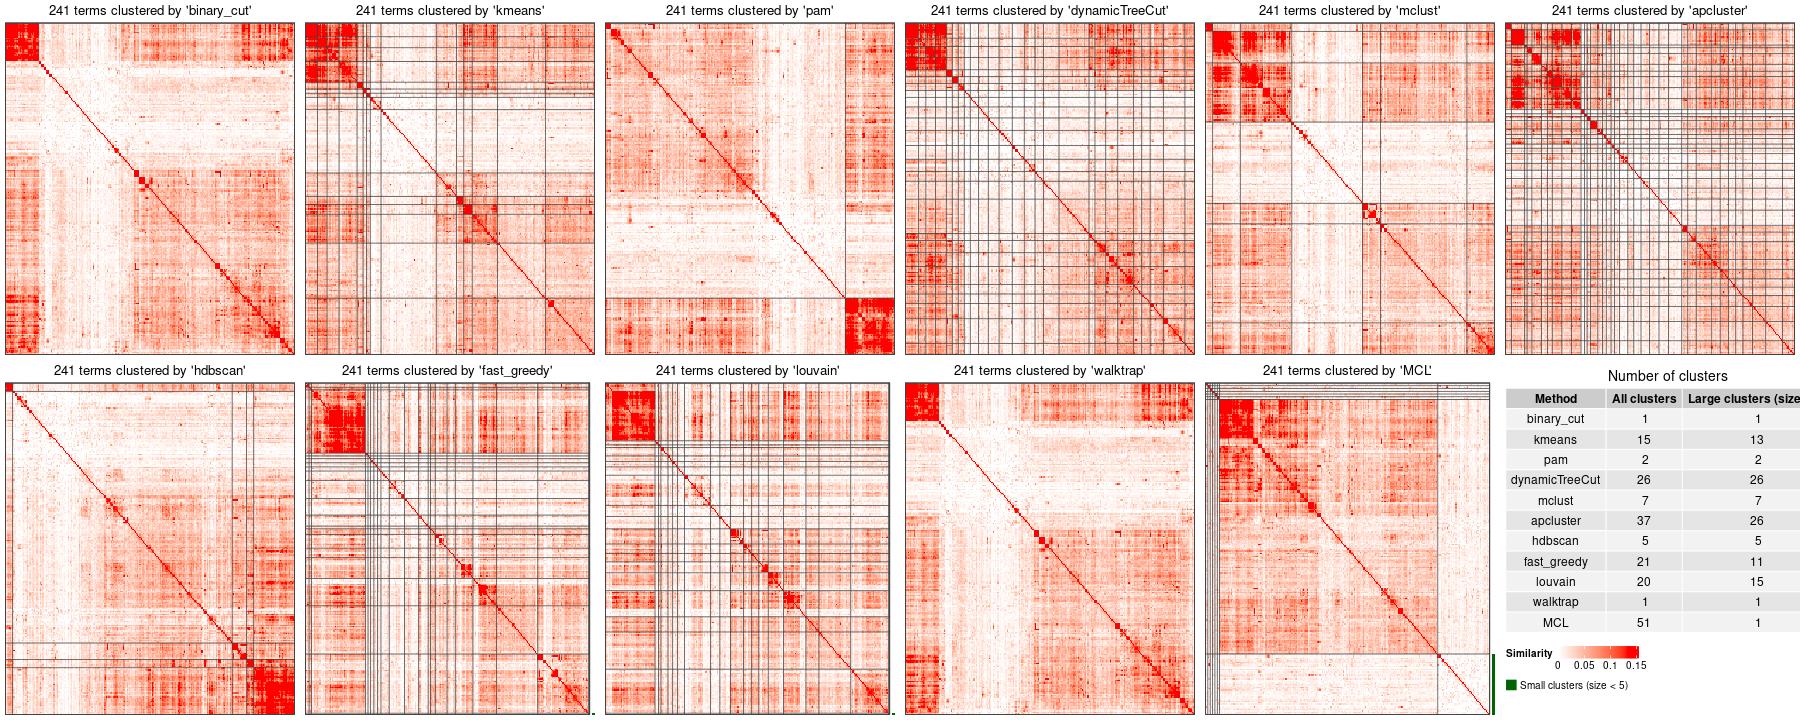 241 terms clustered by 'binary_cut'
241 terms clustered by 'kmeans'
241 terms clustered by 'pam'
241 terms clustered by 'dynamicTreeCut'
241 terms clustered by 'mclust'
241 terms clustered by 'apcluster'
241 terms clustered by 'hdbscan'
241 terms clustered by 'fast_greedy'
241 terms clustered by 'louvain'
241 terms clustered by 'walktrap'
241 terms clustered by 'MCL'
Number of clusters
Method All clusters Large clusters (size
binary_cut 1 1
kmeans 15 13
pam 2 2
dynamicTreeCut 26 26
mclust 7 7
apcluster 37 26
hdbscan 5 5
fast_greedy 21 11
louvain 20 15
walktrap 1 1
MCL 51 1
Similarity
0 0.05 0.1 0.15
Small clusters (size < 5)